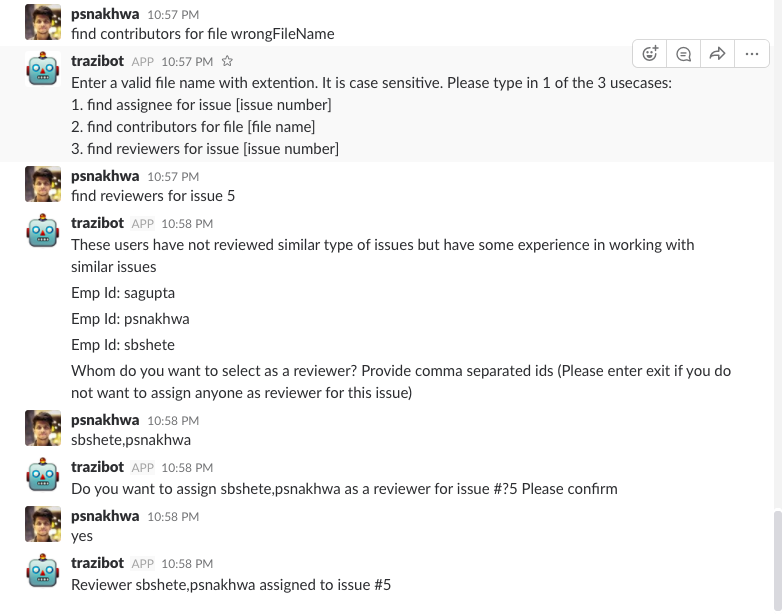 psnakhwa 10:57 PM
find contributors for file wrongFileName
trazibot APP 10:57 PM
Enter a valid file name with extention. It is case sensitive. Please type in 1 of the 3 usecases:
1. find assignee for issue [issue number]
2. find contributors for file [file name]
3. find reviewers for issue [issue number]
psnakhwa 10:57 PM
find reviewers for issue 5
trazibot APP 10:58 PM
These users have not reviewed similar type of issues but have some experience in working with
similar issues
Emp Id: sagupta
Emp Id: psnakhwa
Emp Id: sbshete
Whom do you want to select as a reviewer? Provide comma separated ids (Please enter exit if you do
not want to assign anyone as reviewer for this issue)
psnakhwa 10:58 PM
sbshete,psnakhwa
trazibot APP 10:58 PM
Do you want to assign sbshete,psnakhwa as a reviewer for issue #?5 Please confirm
psnakhwa 10:58 PM
yes
trazibot APP 10:58 PM
Reviewer sbshete,psnakhwa assigned to issue #5